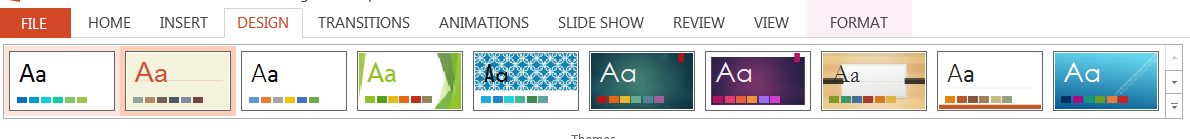 FILE HOME INSERT DESIGN TRANSITIONS ANIMATIONS SLIDE SHOW REVIEW VIEW FORMAT
Aa Aa Aa Aa Aa Aa Aa Aa Aa Aa
Themes